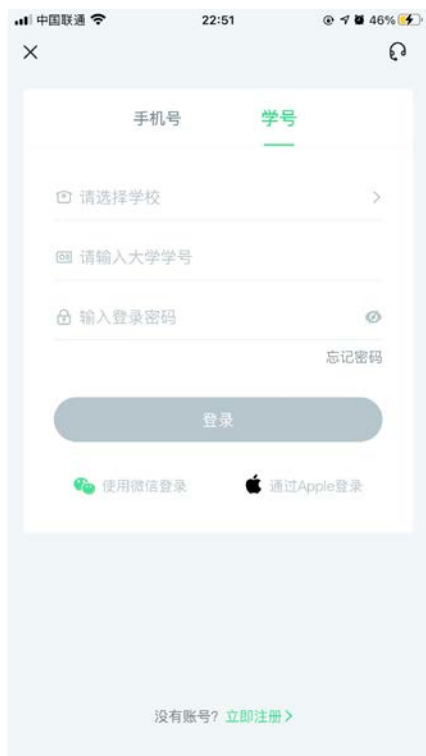 中国联通 22:51 46%
手机号 学号
请选择学校
请输入大学学号
输入登录密码
忘记密码
登录
使用微信登录 通过Apple登录
没有账号? 立即注册